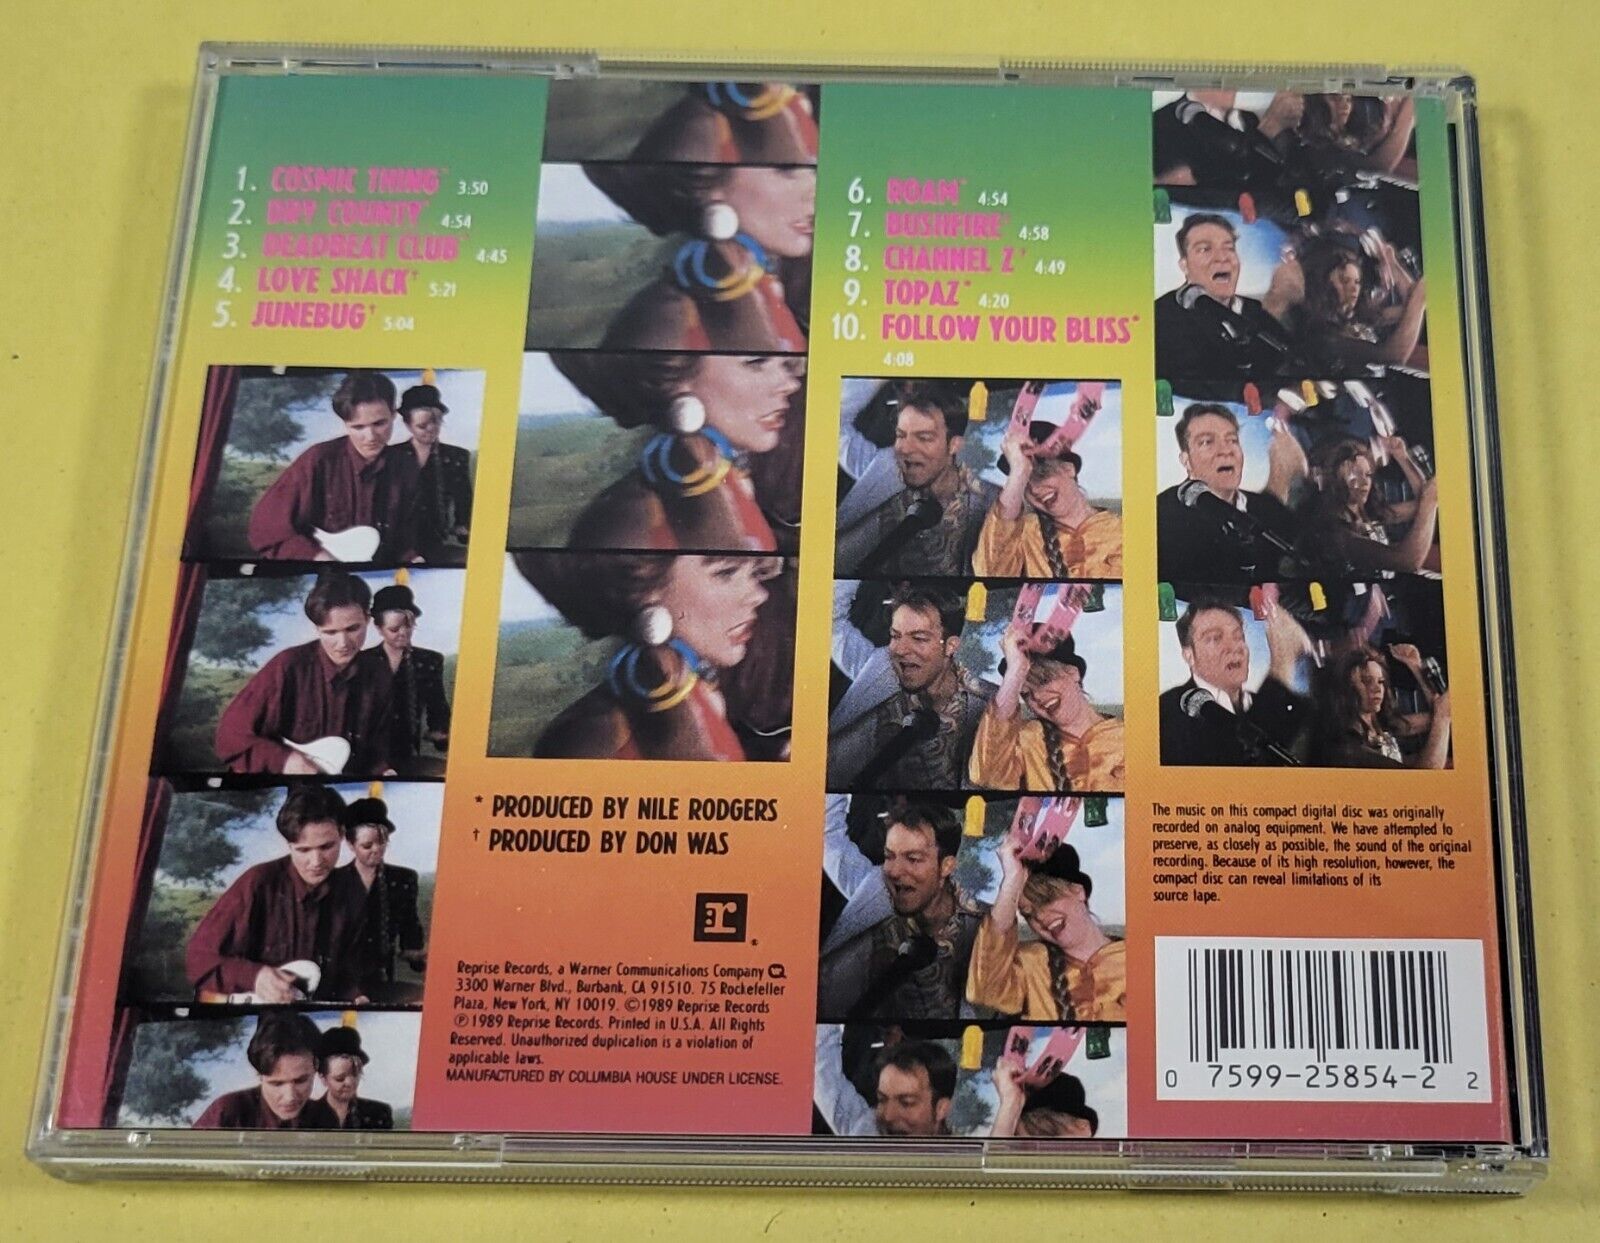 1. COSMIC THING* 3:50
2. DRY COUNTY* 4:54
3. DEADBEAT CLUB* 4:45
4. LOVE SHACK† 5:21
5. JUNEBUG† 5:04
6. ROAM* 4:54
7. BUSHFIRE† 4:58
8. CHANNEL Z† 4:49
9. TOPAZ* 4:20
10. FOLLOW YOUR BLISS*
4:08
* PRODUCED BY NILE RODGERS
† PRODUCED BY DON WAS
:r ®
Reprise Records, a Warner Communications Company
3300 Warner Blvd., Burbank, CA 91510. 75 Rockefeller
Plaza, New York, NY 10019. ©1989 Reprise Records
℗1989 Reprise Records. Printed in U.S.A. All Rights
Reserved. Unauthorized duplication is a violation of
applicable laws.
MANUFACTURED BY COLUMBIA HOUSE UNDER LICENSE.
The music on this compact digital disc was originally
recorded on analog equipment. We have attempted to
preserve, as closely as possible, the sound of the original
recording. Because of its high resolution, however, the
compact disc can reveal limitations of its
source tape.
0 7599-25854-2 2